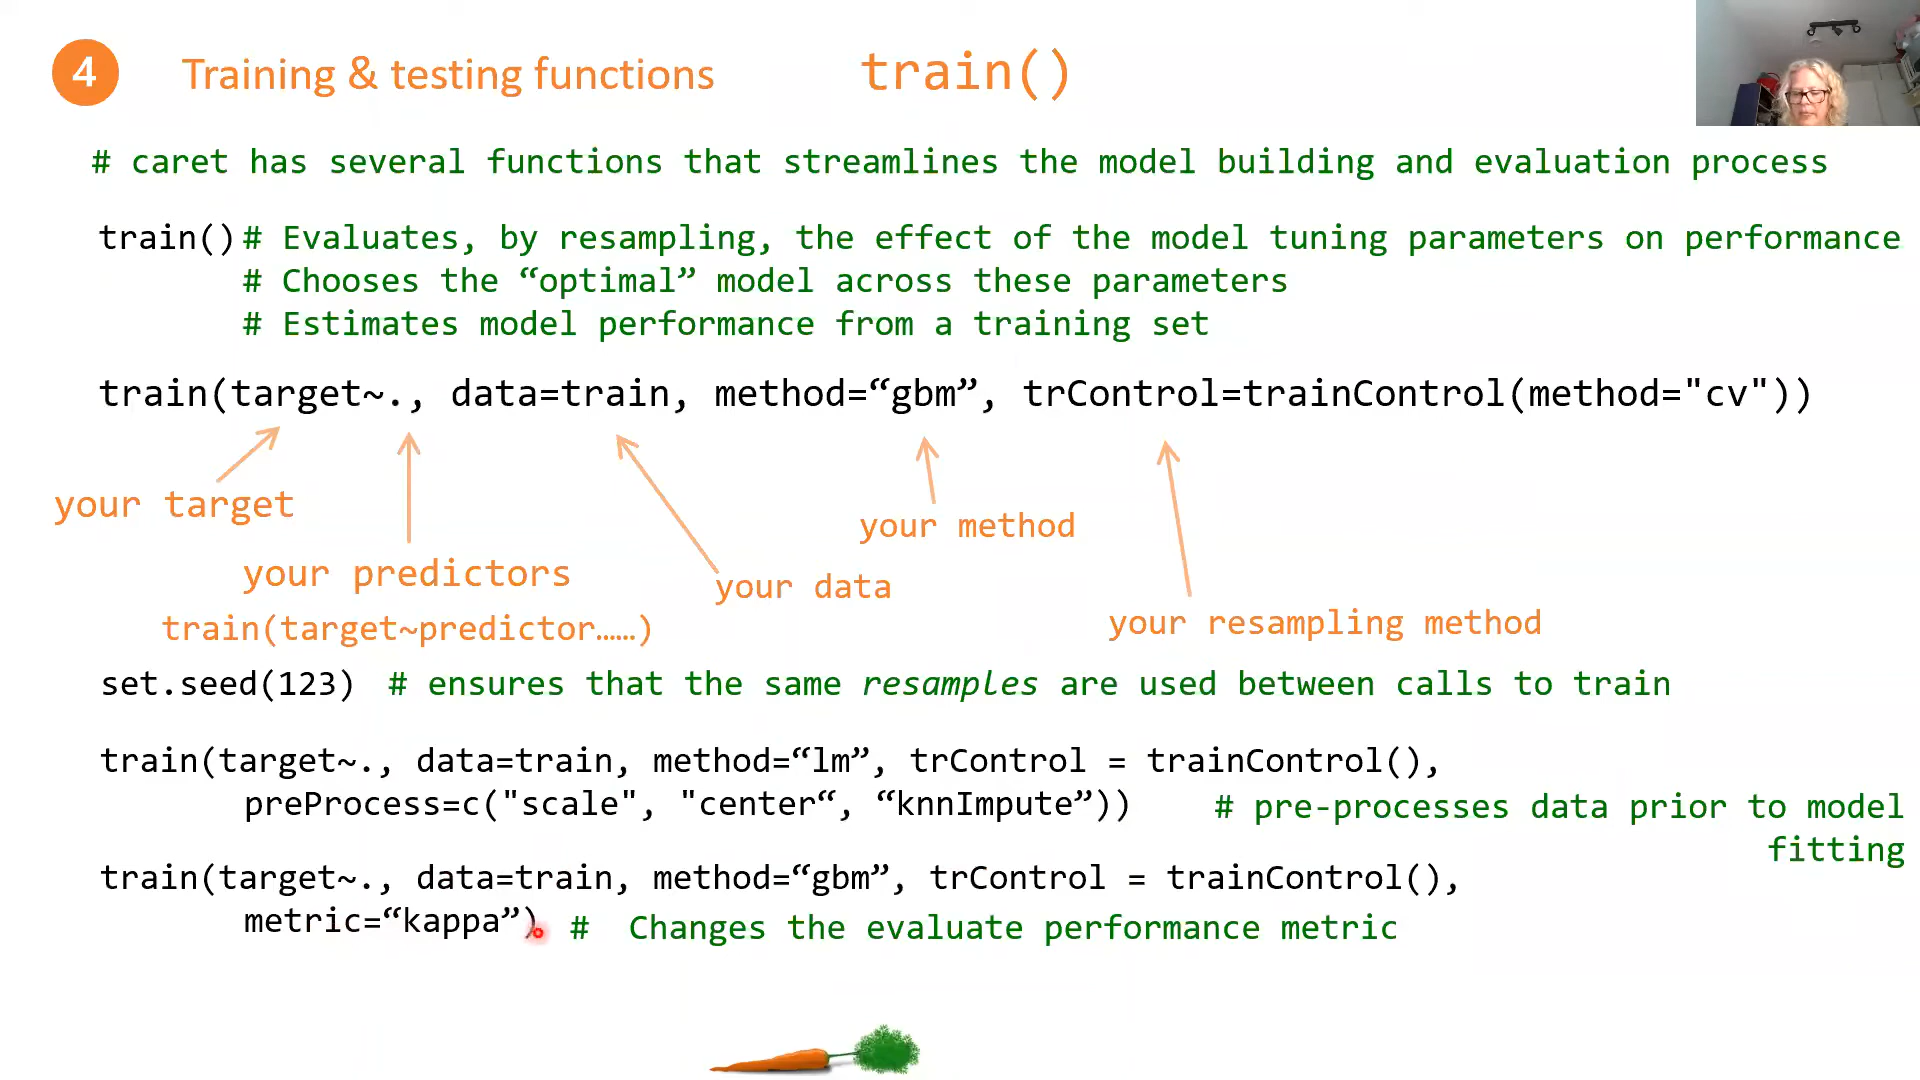 4 Training & testing functions train()
# caret has several functions that streamlines the model building and evaluation process
train() # Evaluates, by resampling, the effect of the model tuning parameters on performance
# Chooses the “optimal” model across these parameters
# Estimates model performance from a training set
train(target~., data=train, method=“gbm”, trControl=trainControl(method="cv"))
your target
your method
your predictors
your data
train(target~predictor……)
your resampling method
set.seed(123) # ensures that the same resamples are used between calls to train
train(target~., data=train, method=“lm”, trControl = trainControl(),
preProcess=c("scale", "center“, “knnImpute”)) # pre-processes data prior to model
fitting
train(target~., data=train, method=“gbm”, trControl = trainControl(),
metric=“kappa”) # Changes the evaluate performance metric